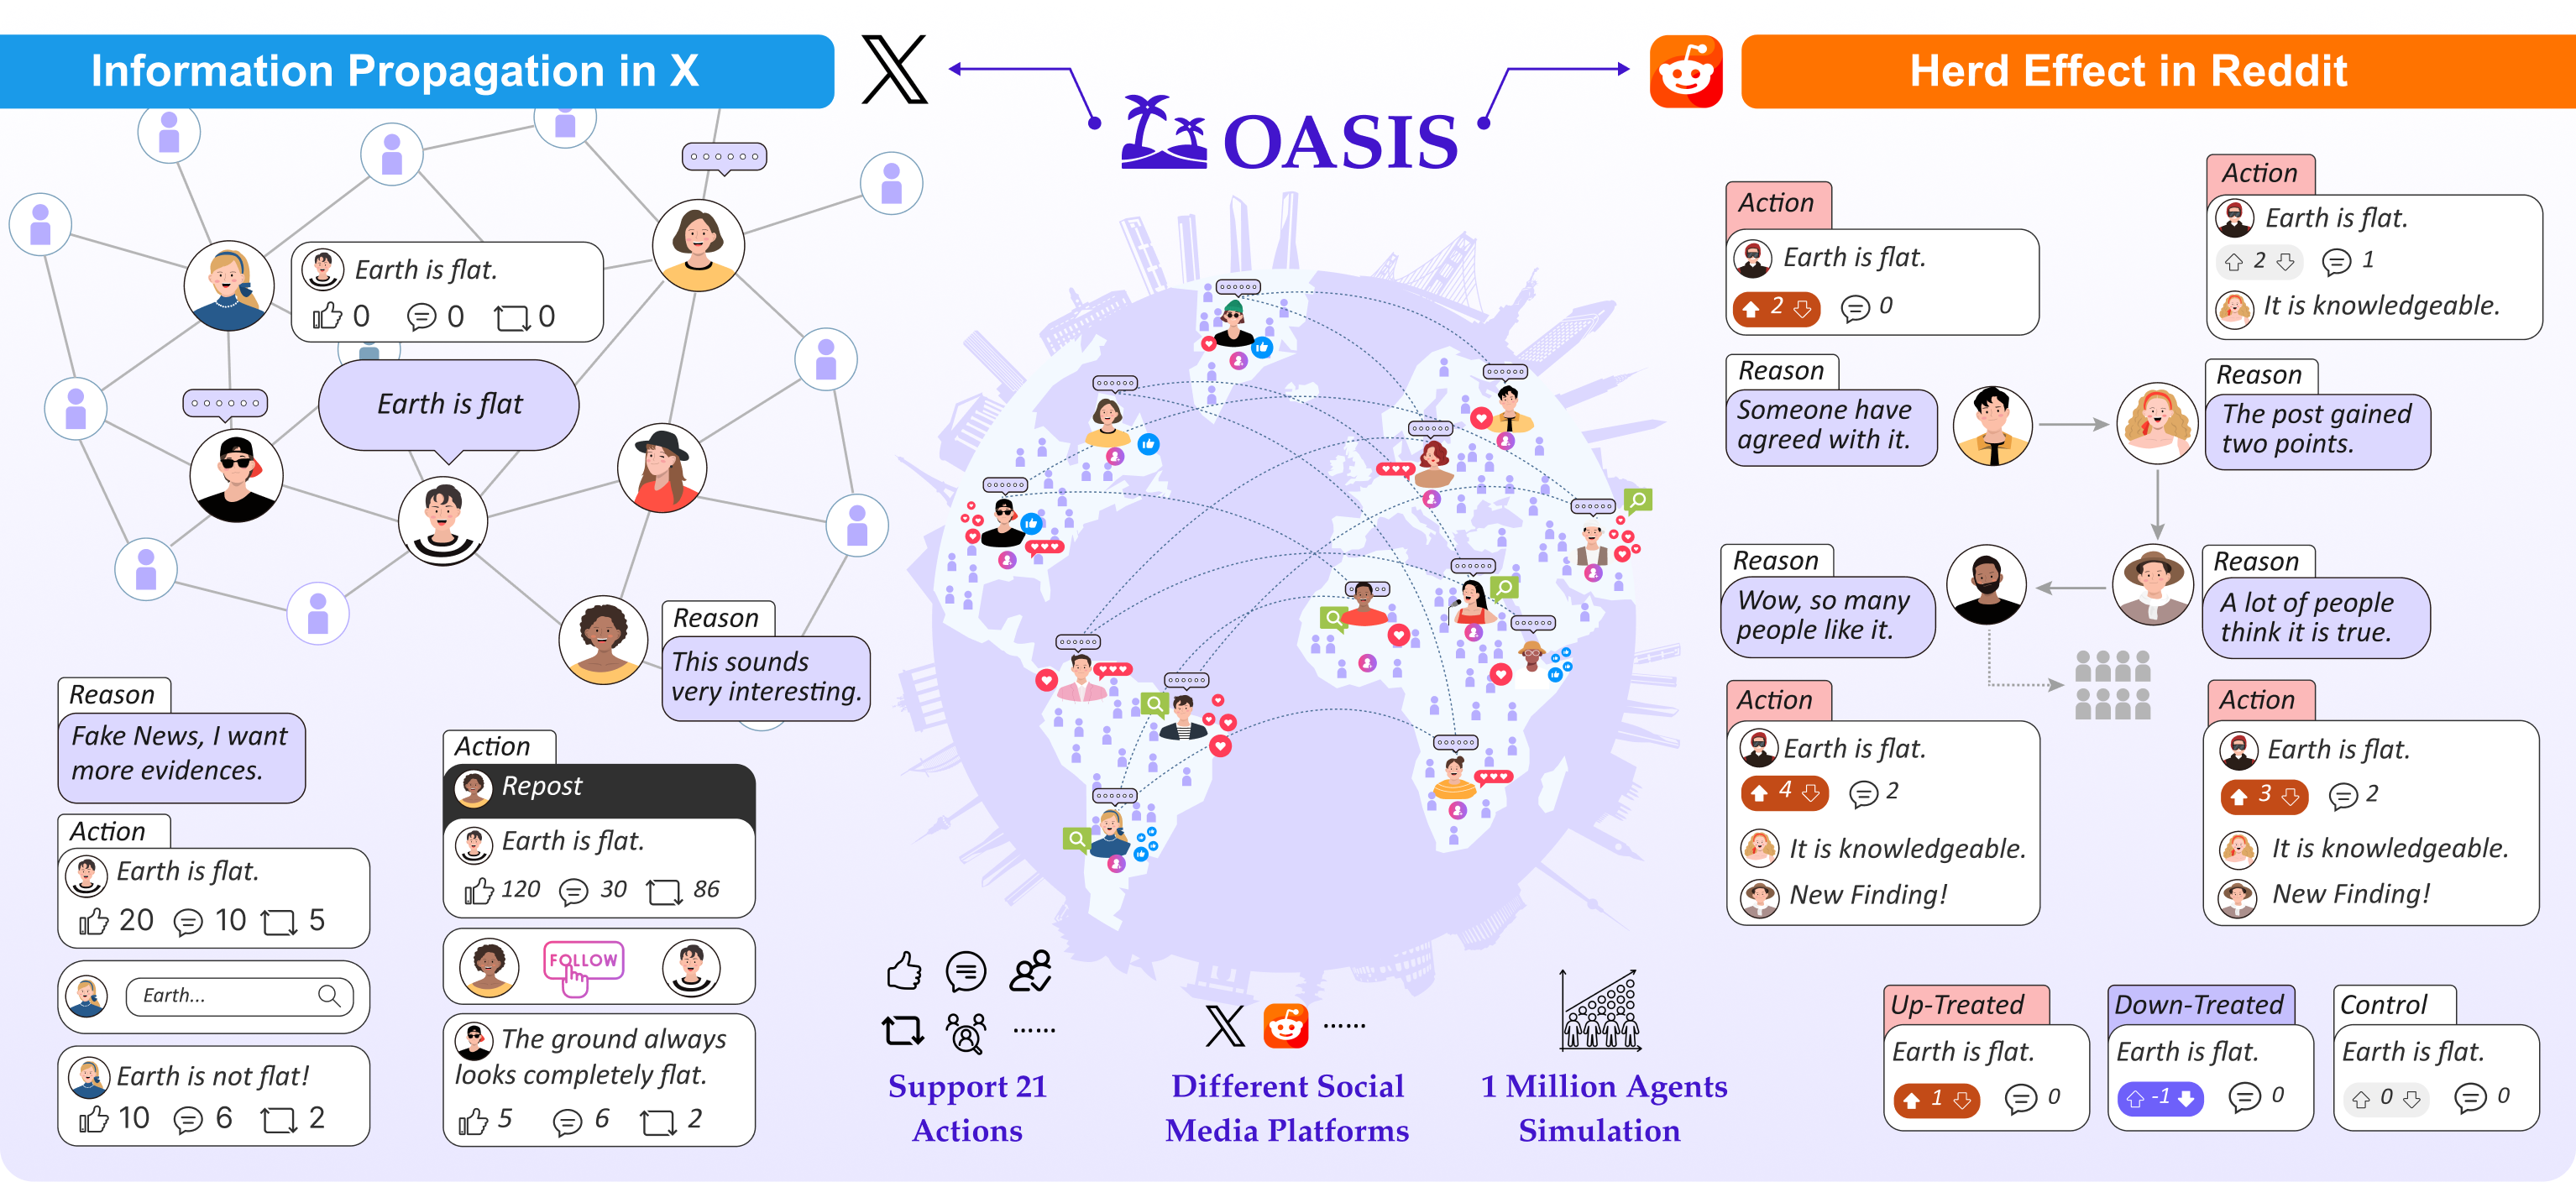 Information Propagation in X
OASIS
Herd Effect in Reddit
Earth is flat.
0 0 0
Earth is flat
Reason
This sounds
very interesting.
Reason
Fake News, I want
more evidences.
Action
Earth is flat.
20 10 5
Earth...
Earth is not flat!
10 6 2
Action
Repost
Earth is flat.
120 30 86
FOLLOW
The ground always
looks completely flat.
5 6 2
Support 21
Actions
Different Social
Media Platforms
1 Million Agents
Simulation
Action
Earth is flat.
2 0
Reason
Someone have
agreed with it.
Action
Earth is flat.
2 1
It is knowledgeable.
Reason
The post gained
two points.
Reason
Wow, so many
people like it.
Reason
A lot of people
think it is true.
Action
Earth is flat.
4 2
It is knowledgeable.
New Finding!
Action
Earth is flat.
3 2
It is knowledgeable.
New Finding!
Up-Treated
Earth is flat.
1 0
Down-Treated
Earth is flat.
-1 0
Control
Earth is flat.
0 0